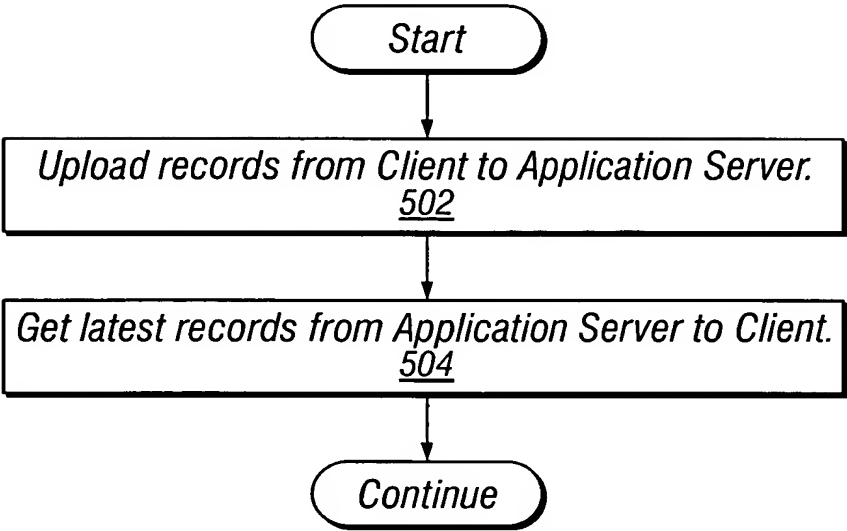 Start
Upload records from Client to Application Server.
502
Get latest records from Application Server to Client.
504
Continue